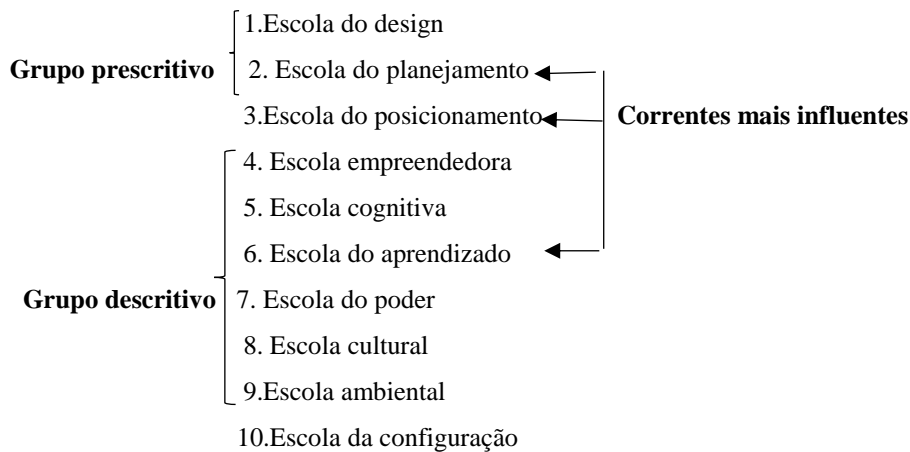 1.Escola do design
Grupo prescritivo
2. Escola do planejamento
3.Escola do posicionamento
Correntes mais influentes
4. Escola empreendedora
5. Escola cognitiva
6. Escola do aprendizado
Grupo descritivo
7. Escola do poder
8. Escola cultural
9.Escola ambiental
10.Escola da configuração